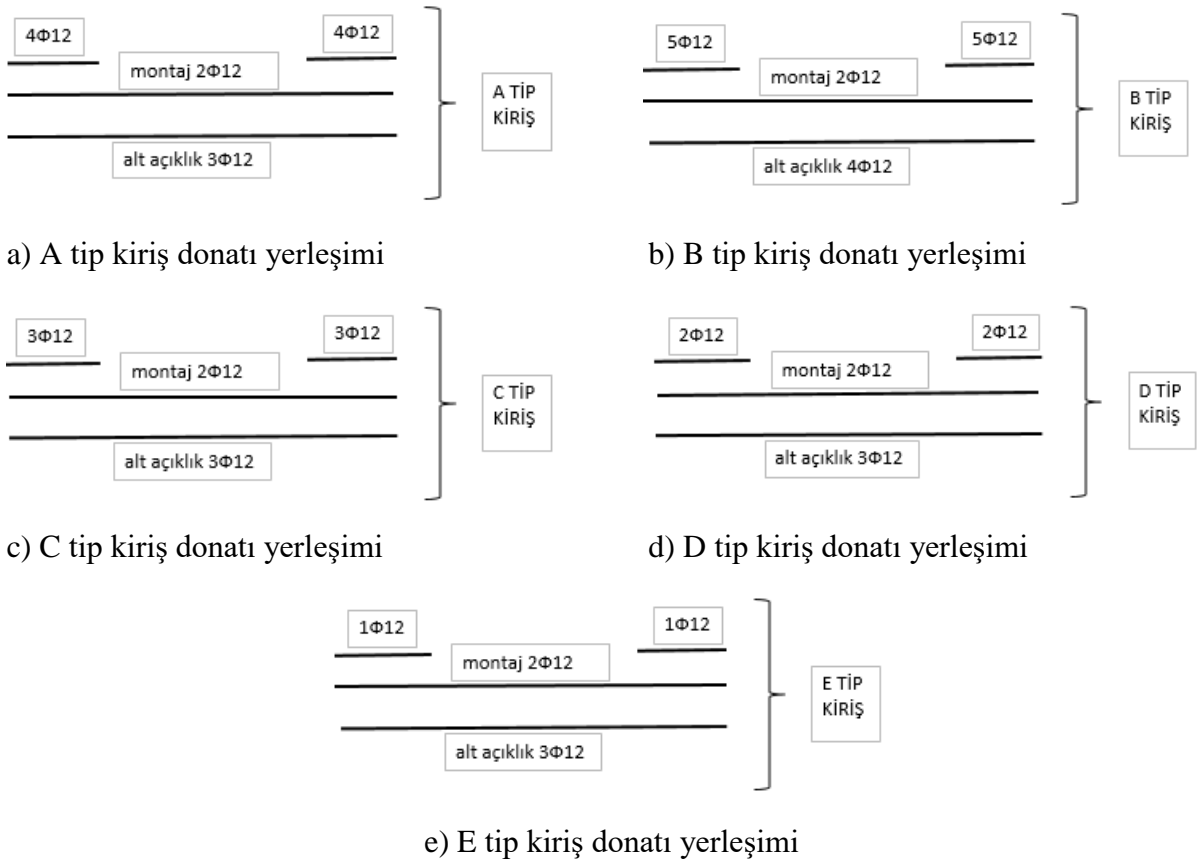 4Φ12
4Φ12
montaj 2Φ12
alt açıklık 3Φ12
A TİP
KİRİŞ
a) A tip kiriş donatı yerleşimi
5Φ12
5Φ12
montaj 2Φ12
alt açıklık 4Φ12
B TİP
KİRİŞ
b) B tip kiriş donatı yerleşimi
3Φ12
3Φ12
montaj 2Φ12
alt açıklık 3Φ12
C TİP
KİRİŞ
c) C tip kiriş donatı yerleşimi
2Φ12
2Φ12
montaj 2Φ12
alt açıklık 3Φ12
D TİP
KİRİŞ
d) D tip kiriş donatı yerleşimi
1Φ12
1Φ12
montaj 2Φ12
alt açıklık 3Φ12
E TİP
KİRİŞ
e) E tip kiriş donatı yerleşimi